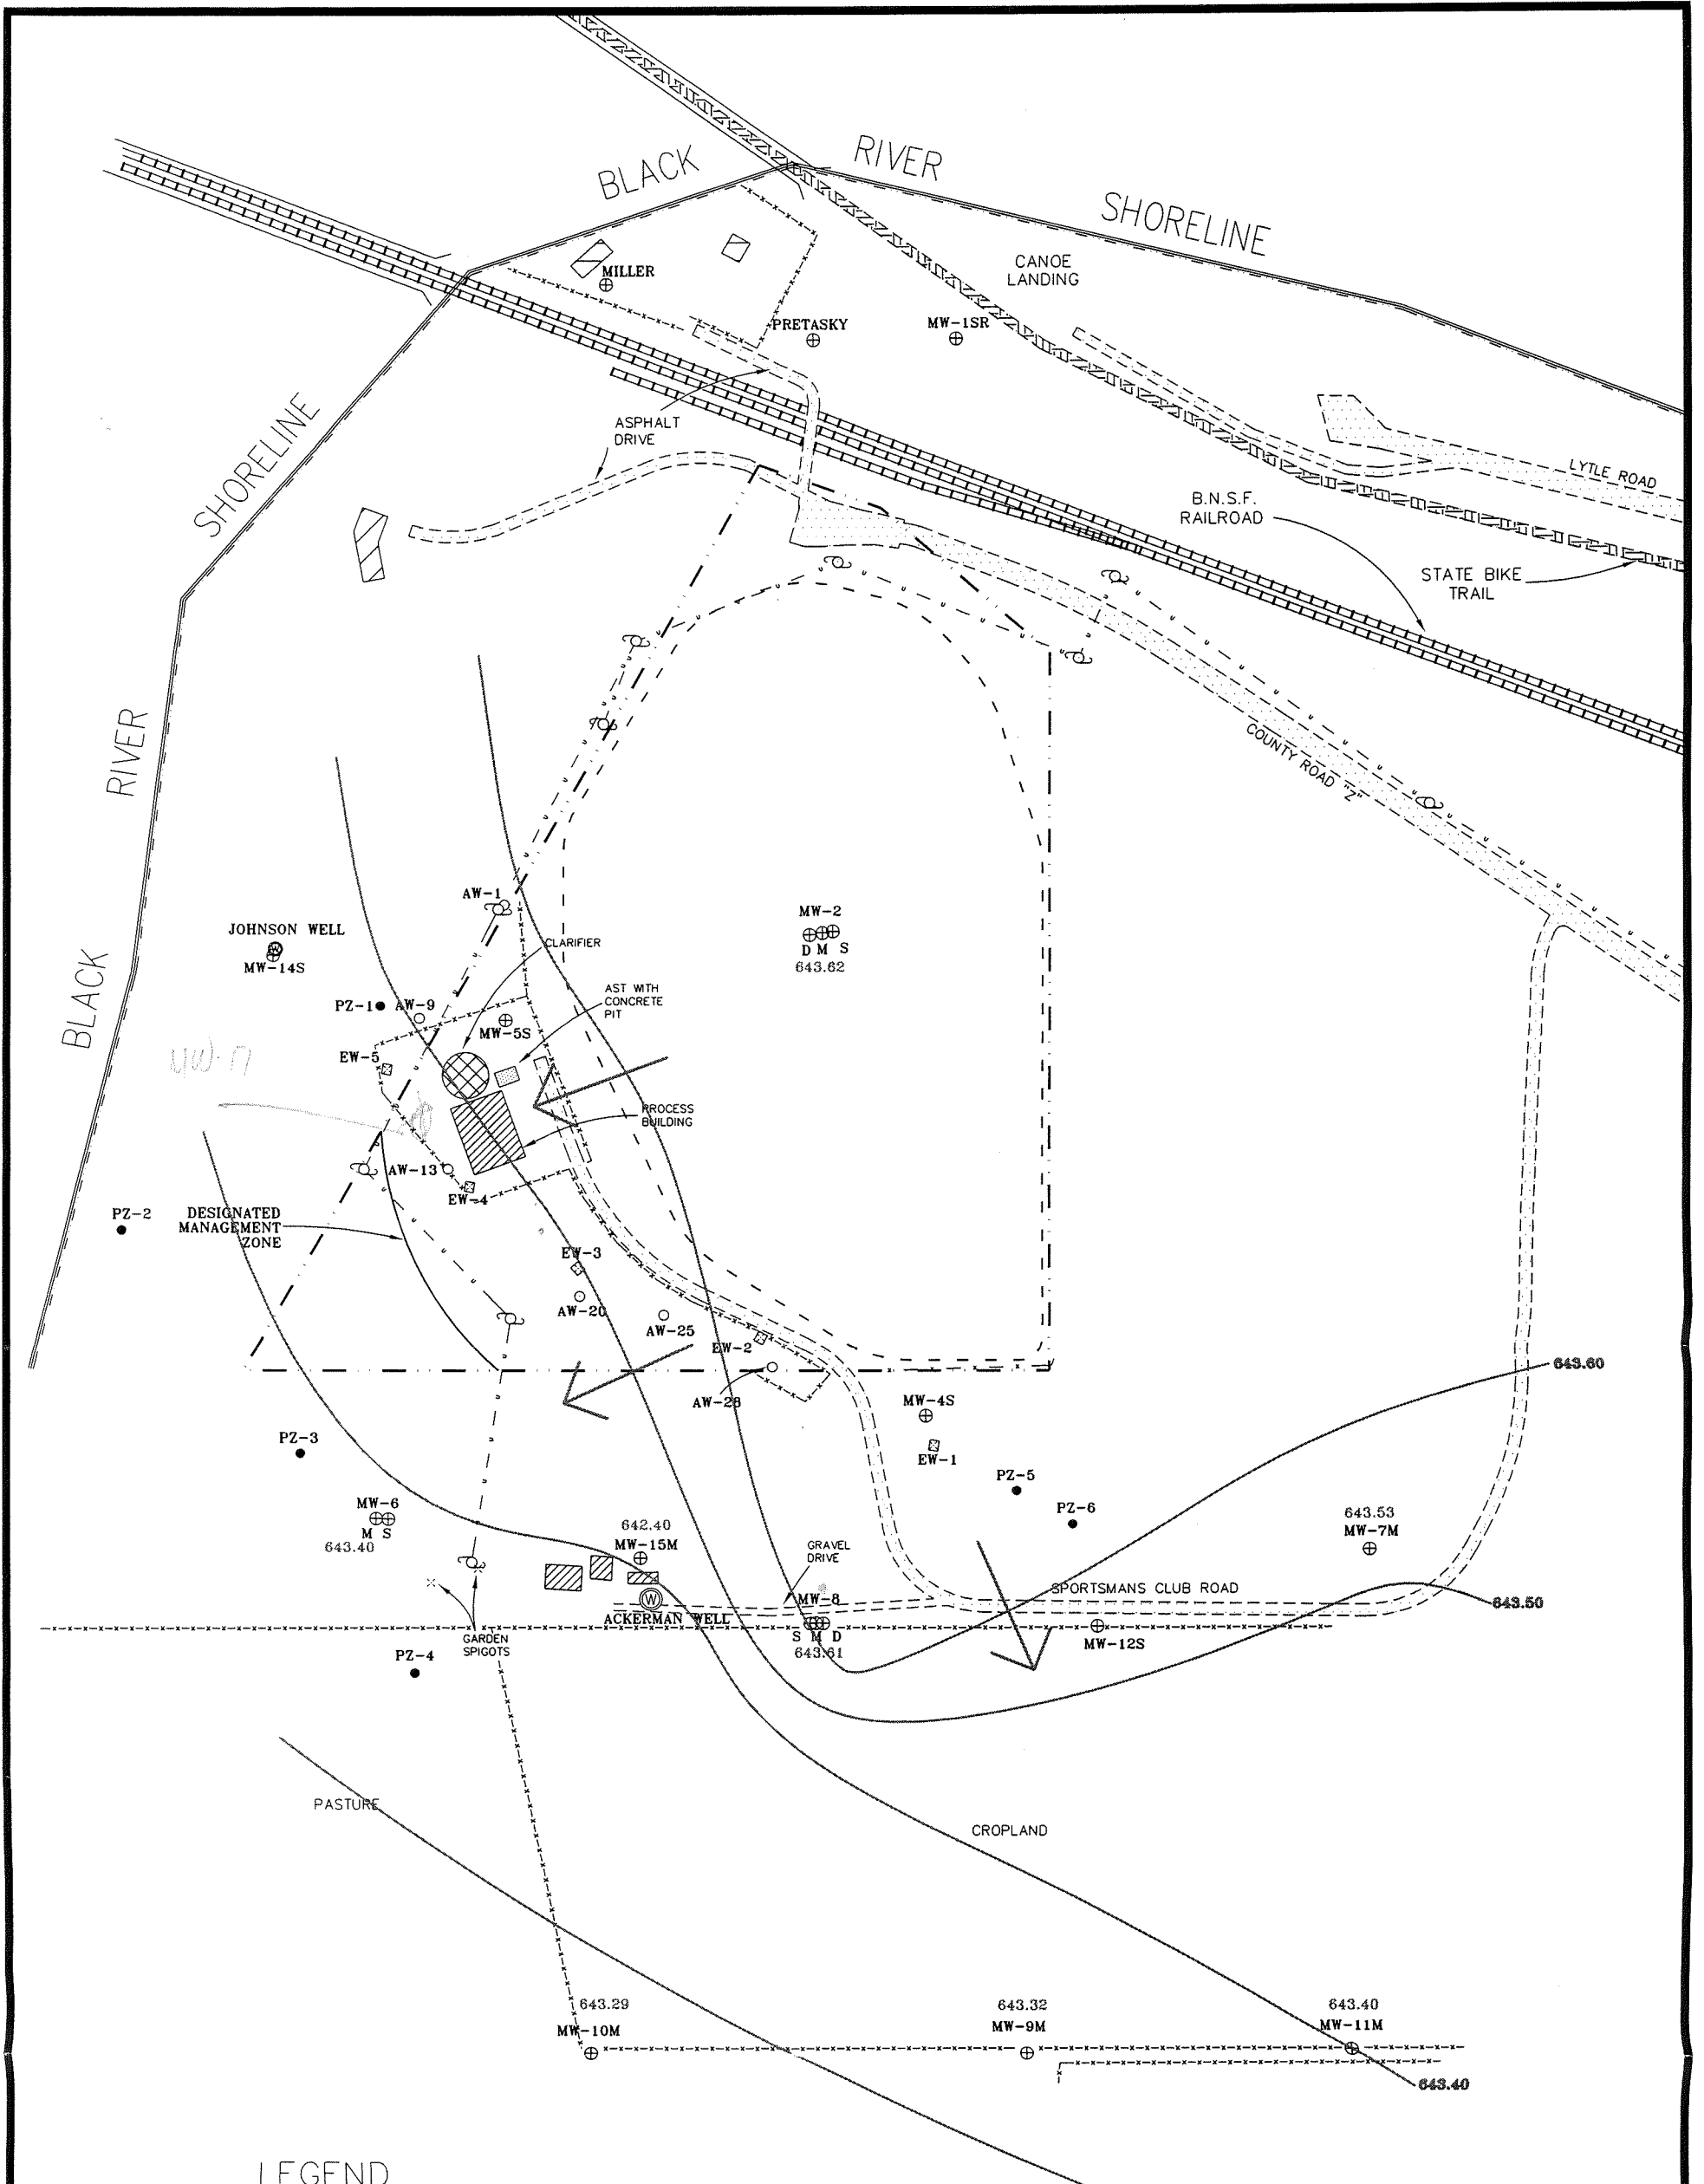 BLACK
RIVER
SHORELINE
CANOE
LANDING
MILLER
PRETASKY
MW-1SR
ASPHALT
DRIVE
SHORELINE
LYTLE ROAD
B.N.S.F.
RAILROAD
STATE BIKE
TRAIL
RIVER
COUNTY ROAD "Z"
AW-1
MW-2
D M S
643.62
JOHNSON WELL
MW-14S
CLARIFIER
BLACK
AST WITH
CONCRETE
PIT
PZ-1
AW-9
MW-5S
EW-5
MW-17
PROCESS
BUILDING
AW-13
EW-4
PZ-2
DESIGNATED
MANAGEMENT
ZONE
EW-3
AW-20
AW-25
EW-2
643.60
AW-28
MW-4S
EW-1
PZ-3
PZ-5
PZ-6
MW-6
M S
643.40
642.40
MW-15M
643.53
MW-7M
GRAVEL
DRIVE
SPORTSMANS CLUB ROAD
643.50
MW-8
S M D
643.61
ACKERMAN WELL
W
W
MW-12S
GARDEN
SPIGOTS
PZ-4
PASTURE
CROPLAND
643.29
MW-10M
643.32
MW-9M
643.40
MW-11M
643.40
LEGEND